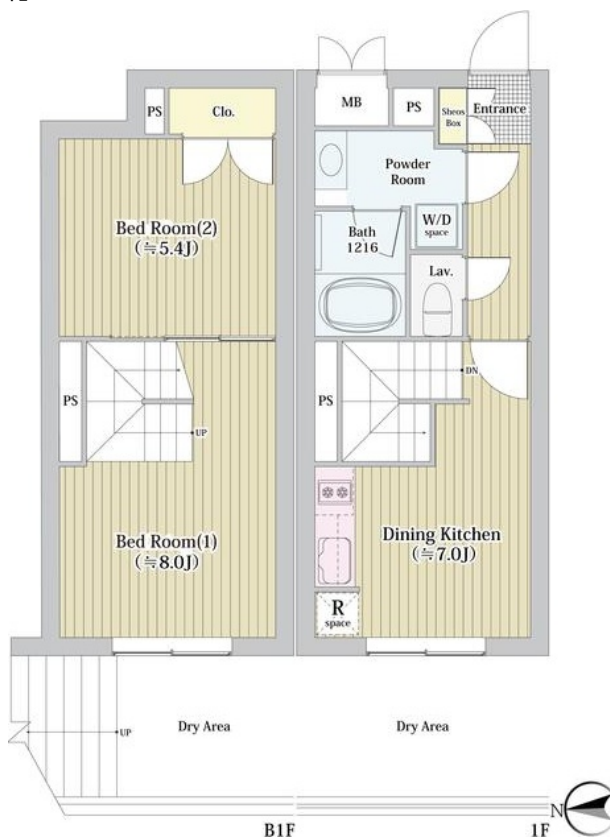 PS
Clo.
MB
PS
Sheos
Box
Entrance
Powder
Room
Bed Room(2)
(≒5.4J)
Bath
1216
W/D
space
Lav.
PS
UP
PS
DN
Bed Room(1)
(≒8.0J)
Dining Kitchen
(≒7.0J)
R
space
UP
Dry Area
Dry Area
N
B1F
1F